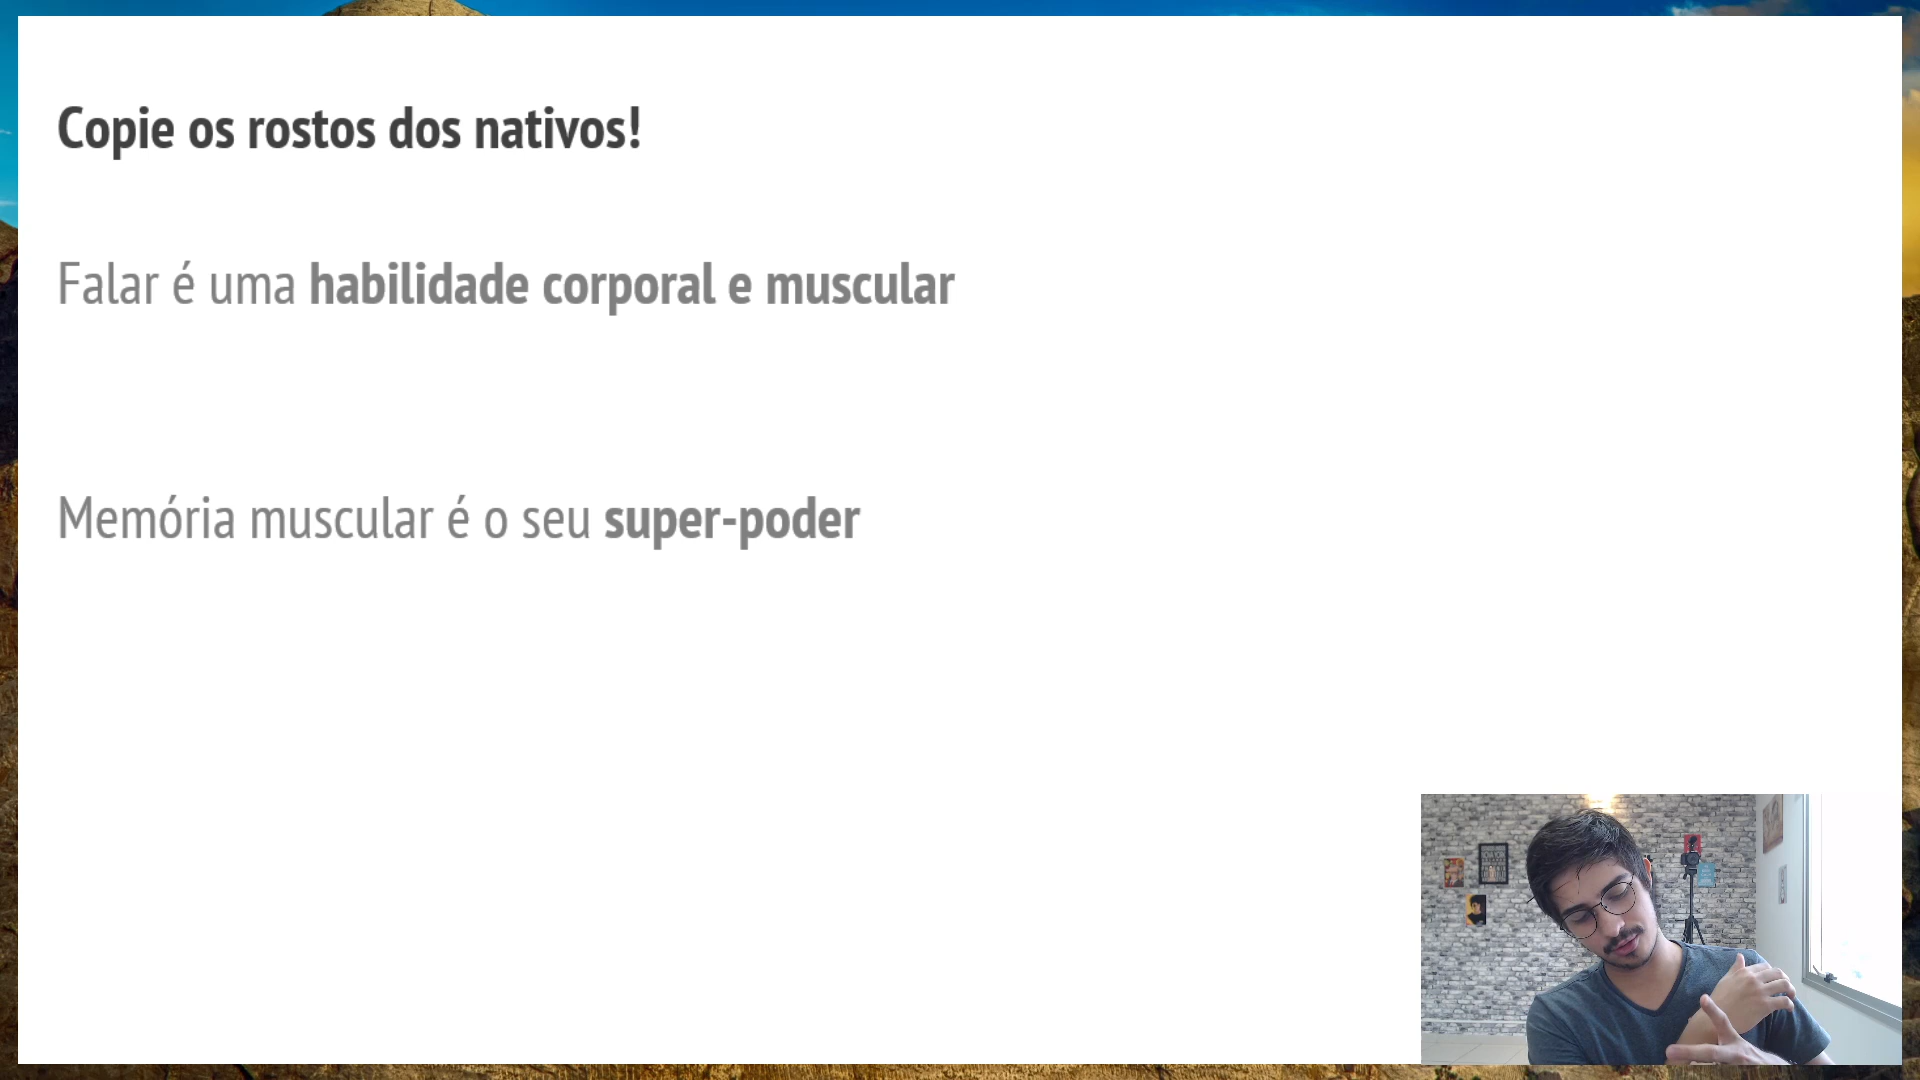 Copie os rostos dos nativos!
Falar é uma habilidade corporal e muscular
Memória muscular é o seu super-poder